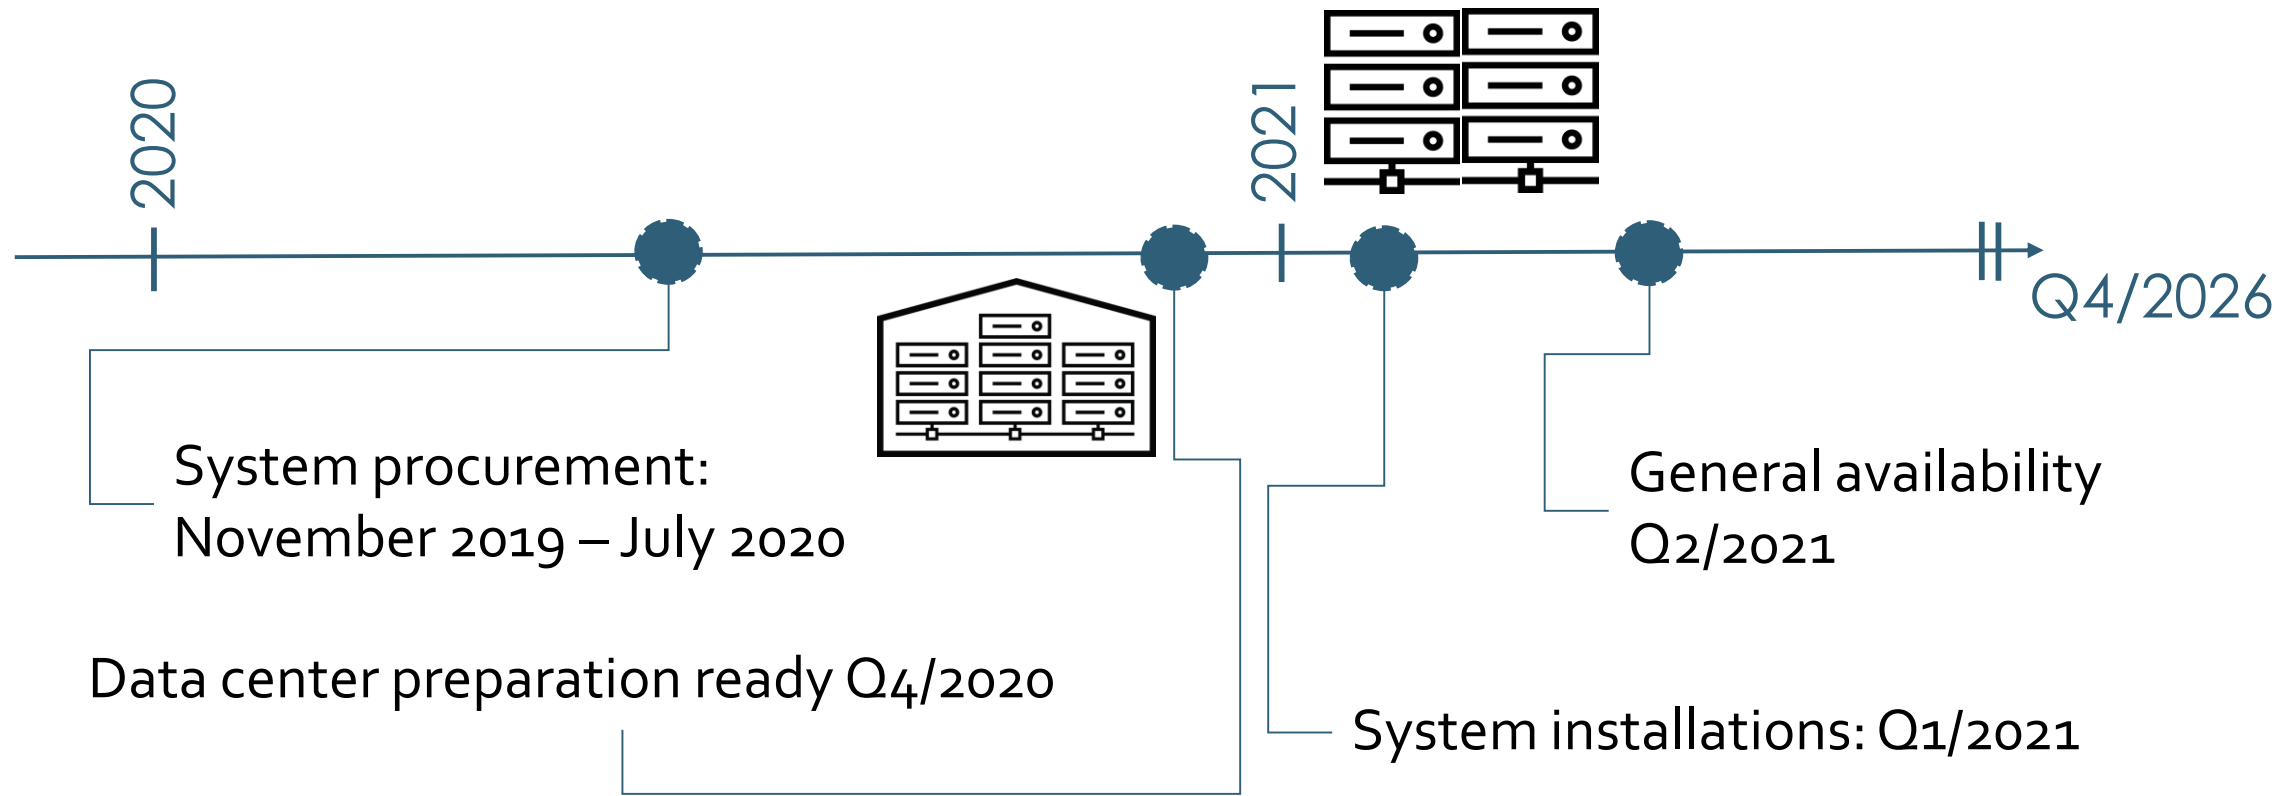 2020
2021
Q4/2026
System procurement:
November 2019 – July 2020
General availability
Q2/2021
Data center preparation ready Q4/2020
System installations: Q1/2021